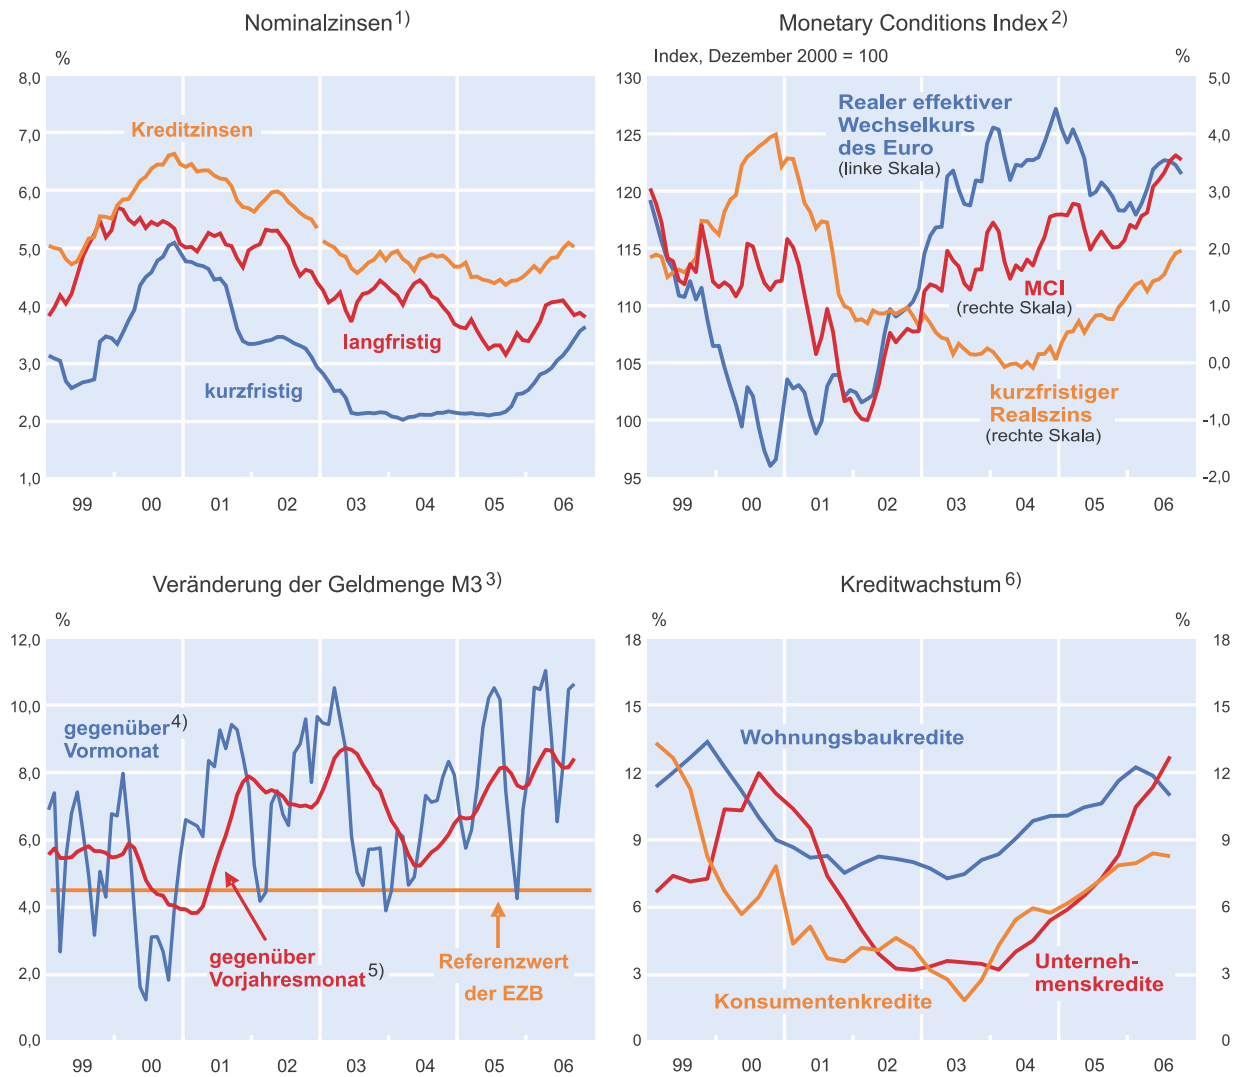 Nominalzinsen1)
%
8,0
7,0
6,0
5,0
4,0
3,0
2,0
1,0
Kreditzinsen
langfristig
kurzfristig
99 00 01 02 03 04 05 06
Monetary Conditions Index2)
Index, Dezember 2000 = 100 %
130
125
120
115
110
105
100
95
Realer effektiver
Wechselkurs
des Euro
(linke Skala)
MCI
(rechte Skala)
kurzfristiger
Realszins
(rechte Skala)
5,0
4,0
3,0
2,0
1,0
0,0
-1,0
-2,0
99 00 01 02 03 04 05 06
Veränderung der Geldmenge M33)
%
12,0
10,0
8,0
6,0
4,0
2,0
0,0
gegenüber4)
Vormonat
gegenüber
Vorjahresmonat5)
Referenzwert
der EZB
99 00 01 02 03 04 05 06
Kreditwachstum6)
% %
18
15
12
9
6
3
0
Wohnungsbaukredite
Unterneh-
menskredite
Konsumentenkredite
18
15
12
9
6
3
0
99 00 01 02 03 04 05 06